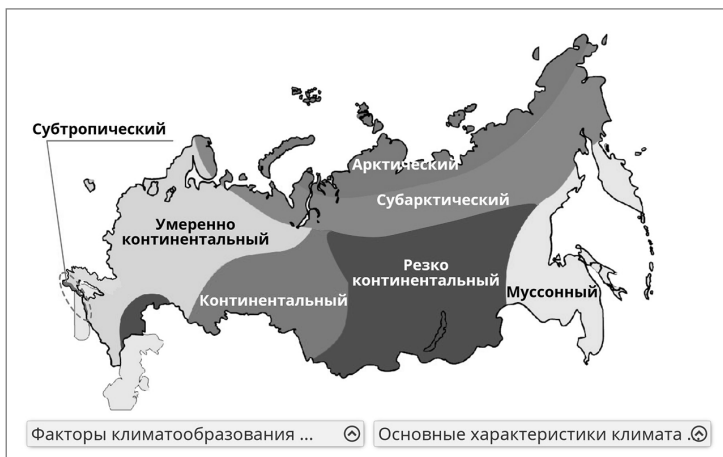 Субтропический
Арктический
Субарктический
Умеренно
континентальный
Резко
континентальный
Континентальный
Муссонный
Факторы климатообразования ...
Основные характеристики климата ...